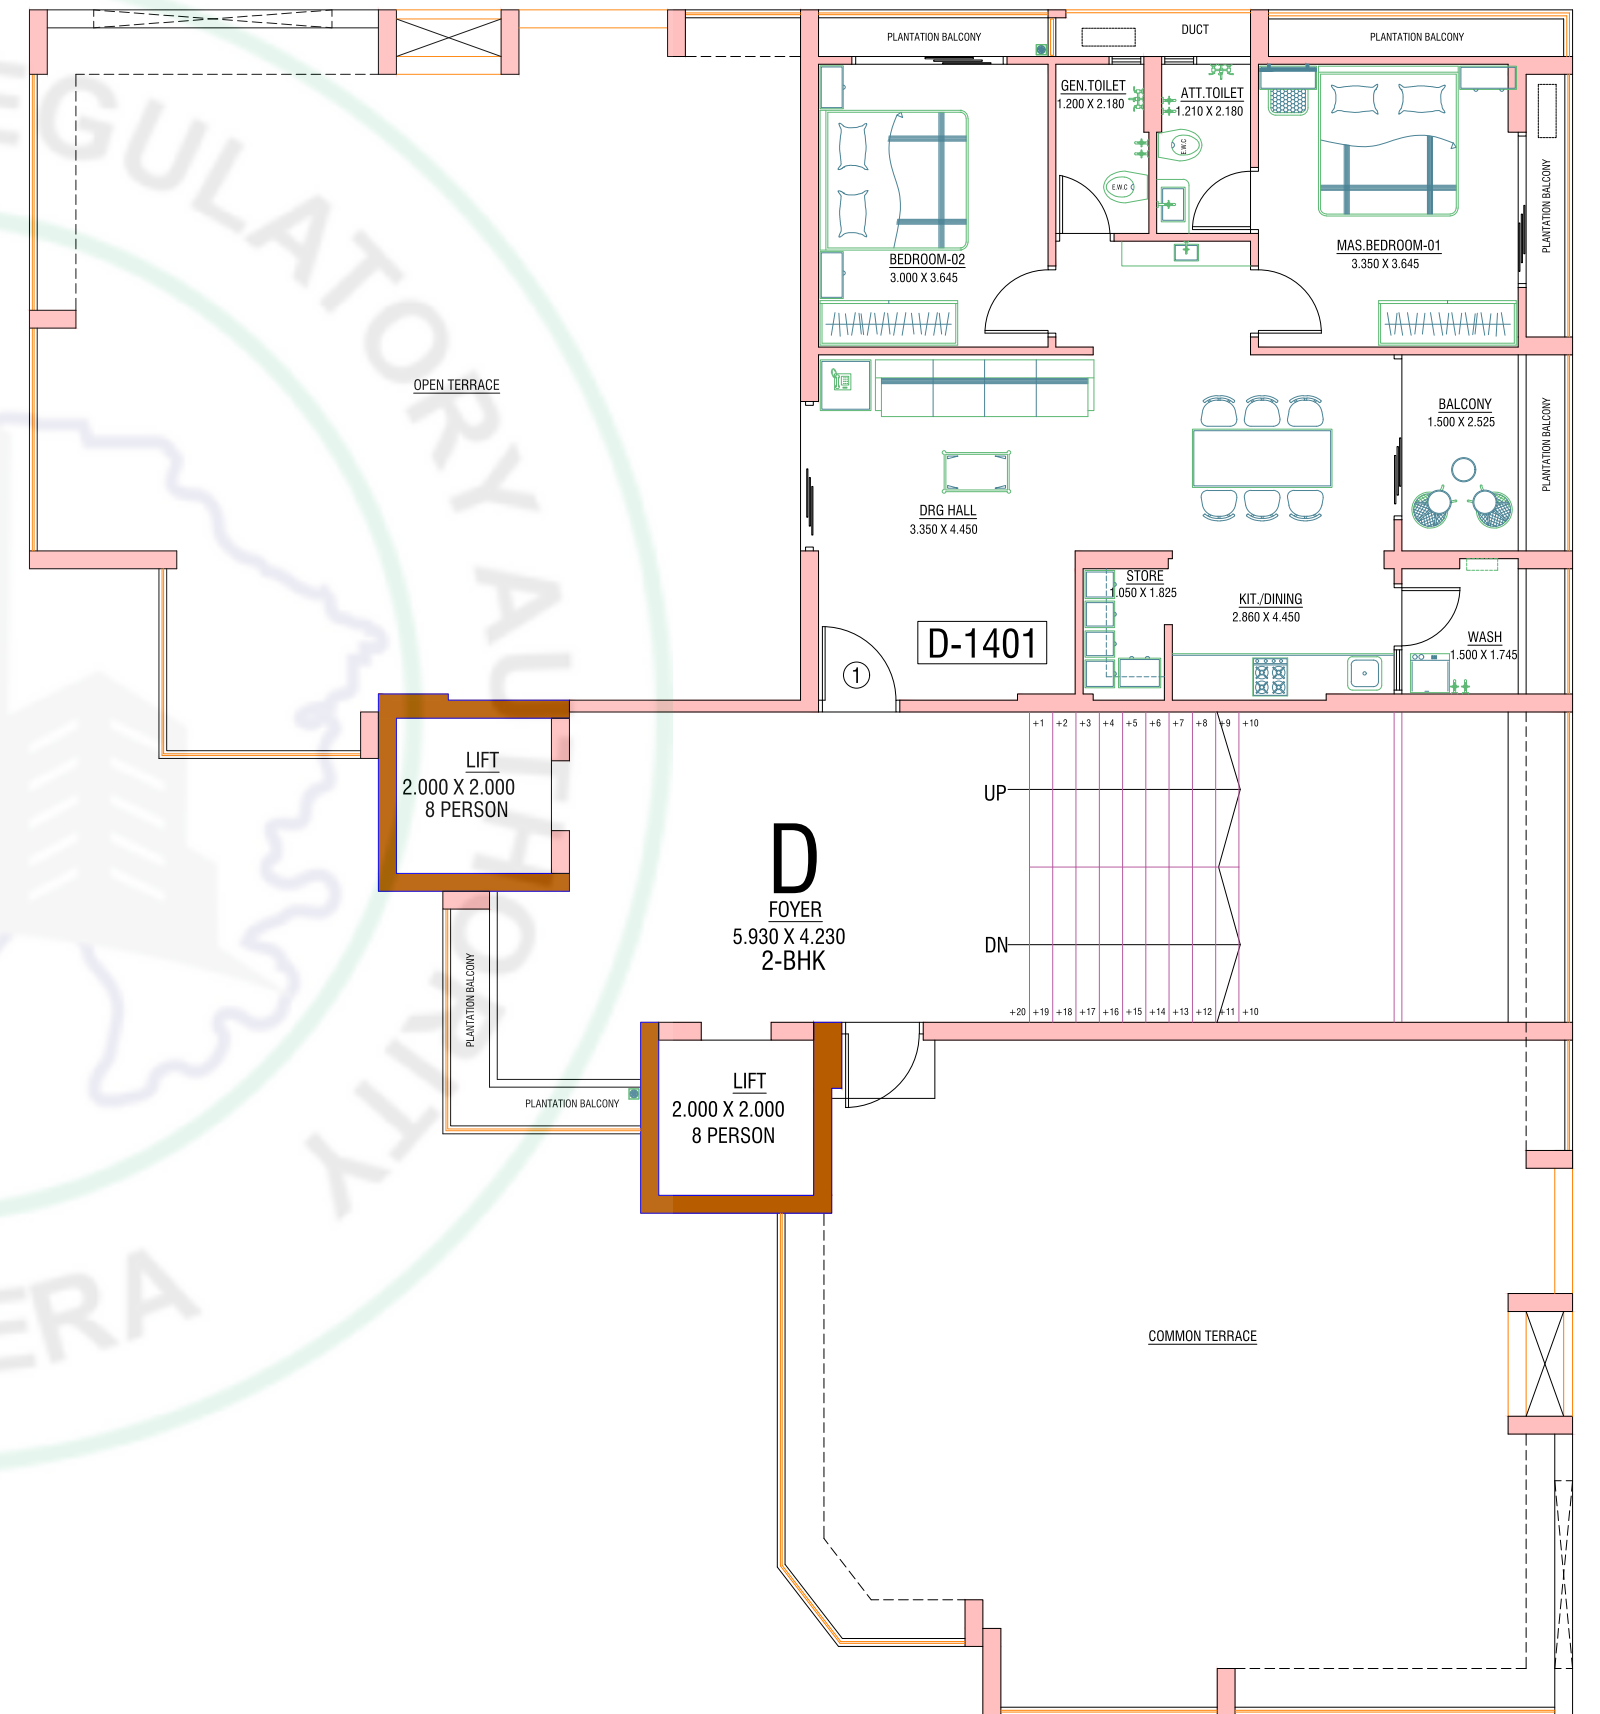 PLANTATION BALCONY
DUCT
PLANTATION BALCONY
GEN.TOILET
1.200 X 2.180
ATT.TOILET
1.210 X 2.180
E.W.C
E.W.C
PLANTATION BALCONY
BEDROOM-02
3.000 X 3.645
MAS.BEDROOM-01
3.350 X 3.645
OPEN TERRACE
BALCONY
1.500 X 2.525
PLANTATION BALCONY
DRG HALL
3.350 X 4.450
STORE
1.050 X 1.825
KIT./DINING
2.860 X 4.450
D-1401
WASH
1.500 X 1.745
1
+1 +2 +3 +4 +5 +6 +7 +8 +9 +10
LIFT
2.000 X 2.000
8 PERSON
UP
D
FOYER
5.930 X 4.230
2-BHK
DN
PLANTATION BALCONY
+20 +19 +18 +17 +16 +15 +14 +13 +12 +11 +10
LIFT
2.000 X 2.000
8 PERSON
PLANTATION BALCONY
COMMON TERRACE
EGULATORY AUTHORITY
ERA